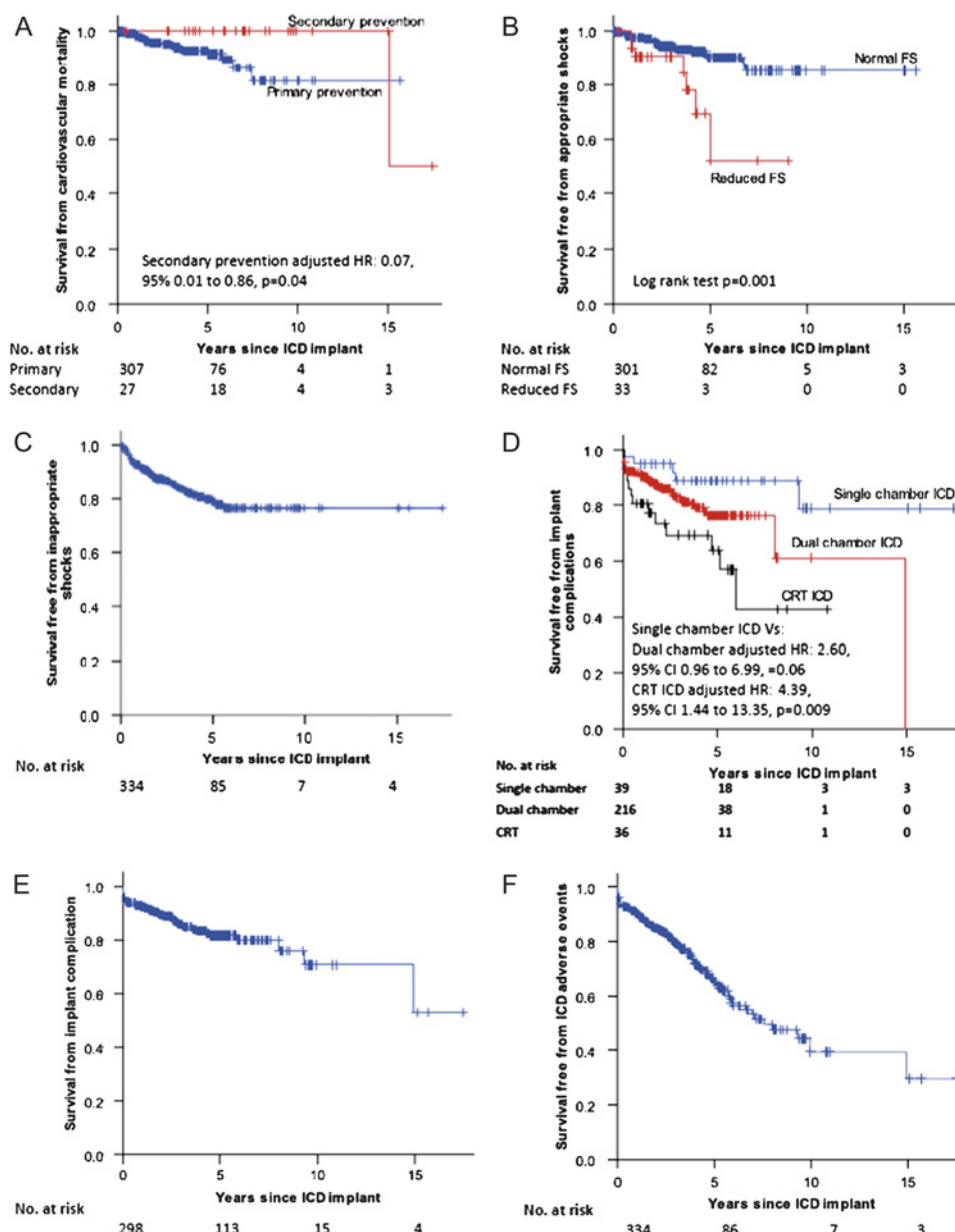 A
Survival from cardiovascular mortality
1.0
0.8
0.6
0.4
0.2
0.0
Secondary prevention
Primary prevention
Secondary prevention adjusted HR: 0.07,
95% 0.01 to 0.86, p=0.04
0 5 10 15
Years since ICD implant
No. at risk
Primary 307 76 4 1
Secondary 27 18 4 3
B
Survival free from appropriate shocks
1.0
0.8
0.6
0.4
0.2
0.0
Normal FS
Reduced FS
Log rank test p=0.001
0 5 10 15
Years since ICD implant
No. at risk
Normal FS 301 82 5 3
Reduced FS 33 3 0 0
C
Survival free from inappropriate
shocks
1.0
0.8
0.6
0.4
0.2
0.0
0 5 10 15
Years since ICD implant
No. at risk
334 85 7 4
D
Survival free from implant
complications
1.0
0.8
0.6
0.4
0.2
0.0
Single chamber ICD
Dual chamber ICD
CRT ICD
Single chamber ICD Vs:
Dual chamber adjusted HR: 2.60,
95% CI 0.96 to 6.99, =0.06
CRT ICD adjusted HR: 4.39,
95% CI 1.44 to 13.35, p=0.009
0 5 10 15
Years since ICD implant
No. at risk
Single chamber 39 18 3 3
Dual chamber 216 38 1 0
CRT 36 11 1 0
E
Survival from implant complication
1.0
0.8
0.6
0.4
0.2
0.0
0 5 10 15
Years since ICD implant
No. at risk
298 113 15 4
F
Survival free from ICD adverse events
1.0
0.8
0.6
0.4
0.2
0.0
0 5 10 15
Years since ICD implant
No. at risk
334 86 7 3